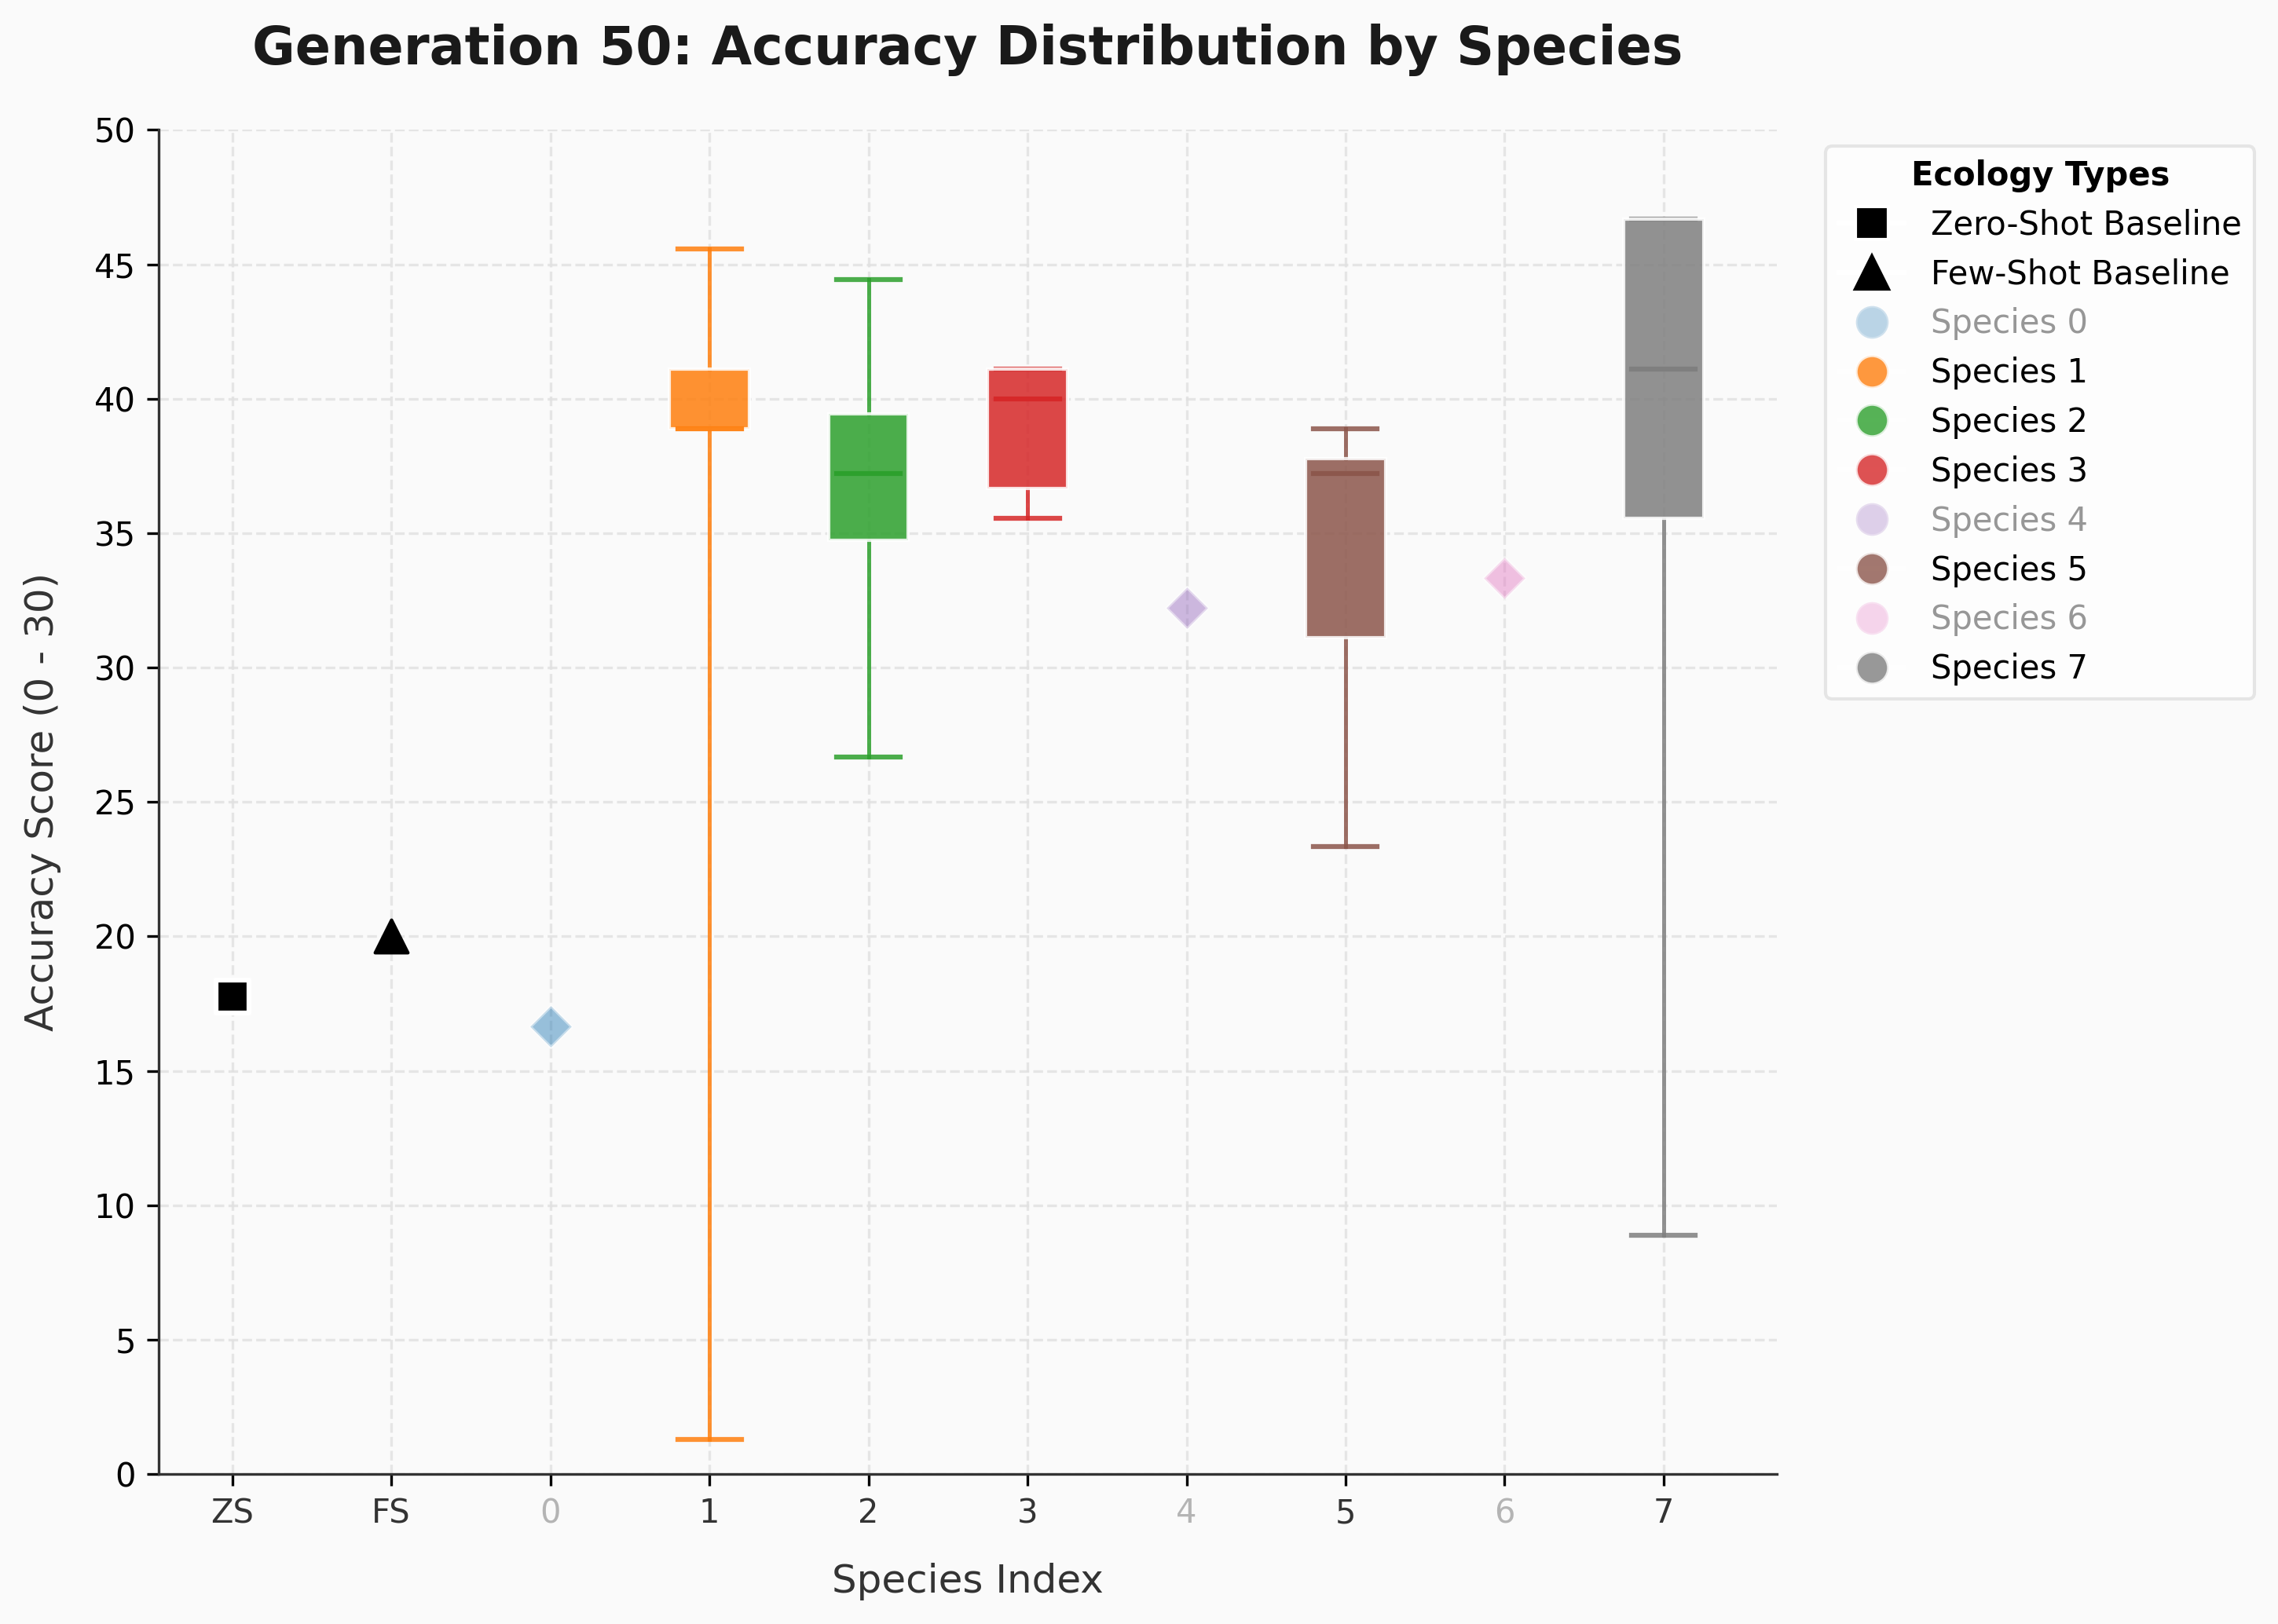 Generation 50: Accuracy Distribution by Species
Accuracy Score (0 - 30)
50
45
40
35
30
25
20
15
10
5
0
ZS FS 0 1 2 3 4 5 6 7
Species Index
Ecology Types
Zero-Shot Baseline
Few-Shot Baseline
Species 0
Species 1
Species 2
Species 3
Species 4
Species 5
Species 6
Species 7